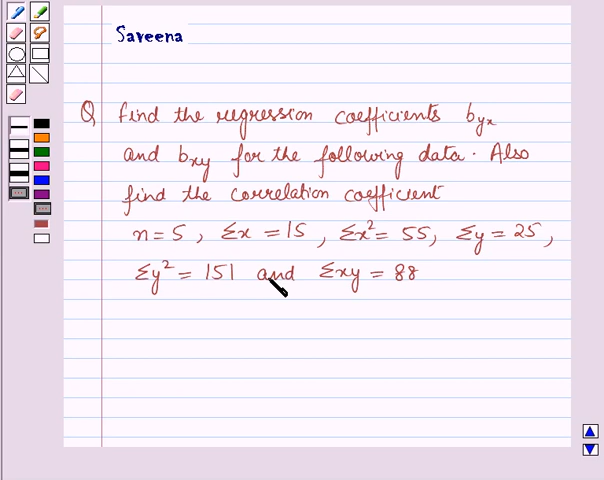 Saveena
Q find the regression coefficients byx
and bxy for the following data. Also
find the correlation coefficient
n = 5, Σx = 15, Σx² = 55, Σy = 25,
Σy² = 151 and Σxy = 88